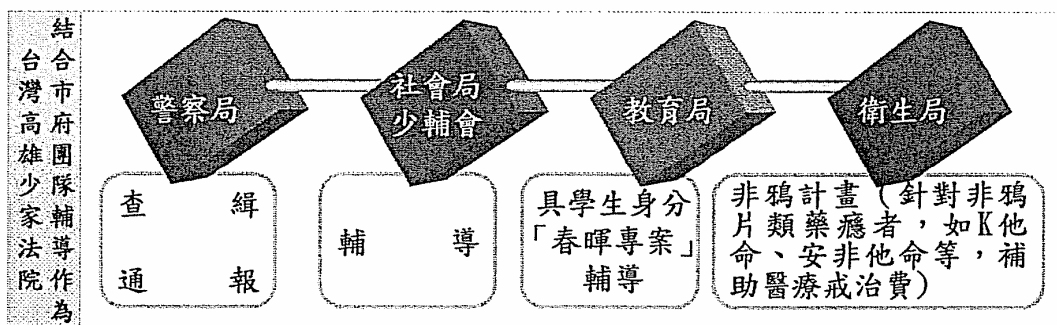 台灣高雄少家法院
結合市府團隊輔導作為
警察局
社會局
少輔會
教育局
衛生局
查緝
通報
輔導
具學生身分
「春暉專案」
輔導
非鴉計畫（針對非鴉
片類藥癮者，如K他
命、安非他命等，補
助醫療戒治費）